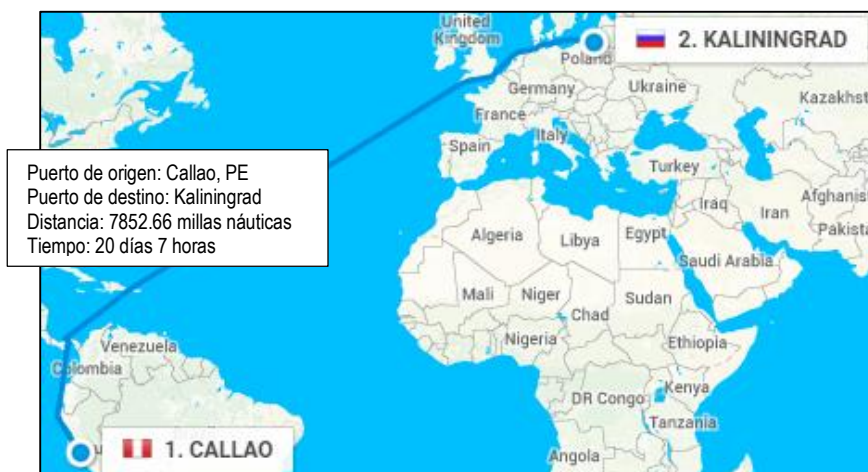 United
Kingdom
2. KALININGRAD
Poland
Germany
Ukraine
Kazakhst
France
Italy
Spain
Turkey
Puerto de origen: Callao, PE
Puerto de destino: Kaliningrad
Distancia: 7852.66 millas náuticas
Tiempo: 20 días 7 horas
Afghanist
Iraq
Iran
Pakista
Algeria
Libya
Egypt
Saudi Arabia
Mali
Niger
Sudan
Chad
Nigeria
Ethiopia
Venezuela
Colombia
Kenya
DR Congo
Tanzania
1. CALLAO
Angola